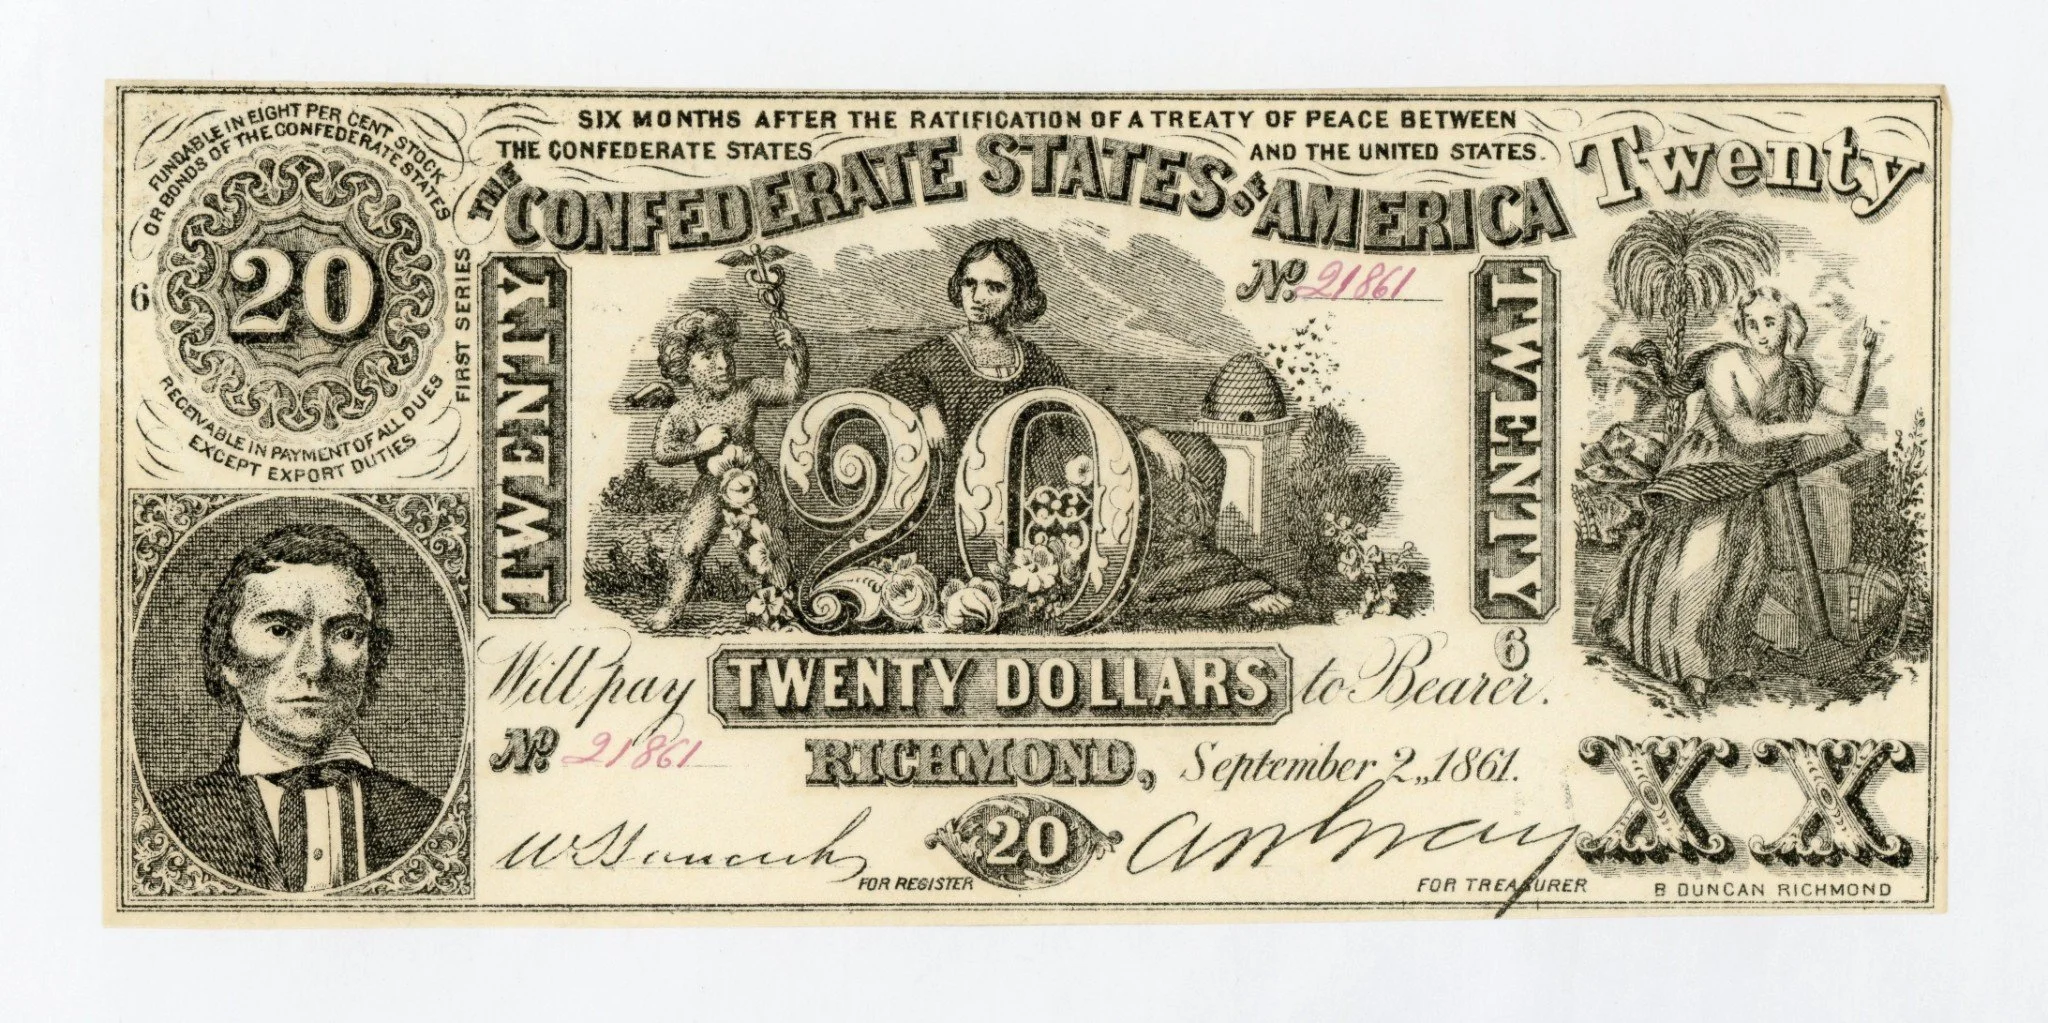 SIX MONTHS AFTER THE RATIFICATION OF A TREATY OF PEACE BETWEEN
THE CONFEDERATE STATES AND THE UNITED STATES.
THE CONFEDERATE STATES OF AMERICA
Twenty
FUNDABLE IN EIGHT PER CENT STOCK
OR BONDS OF THE CONFEDERATE STATES
6
20
FIRST SERIES
RECEIVABLE IN PAYMENT OF ALL DUES
EXCEPT EXPORT DUTIES
TWENTY
No. 21861
20
TWENTY
6
Will pay TWENTY DOLLARS to Bearer.
No. 21861
RICHMOND, September 2,, 1861.
XX
20
FOR REGISTER
FOR TREASURER
B DUNCAN RICHMOND